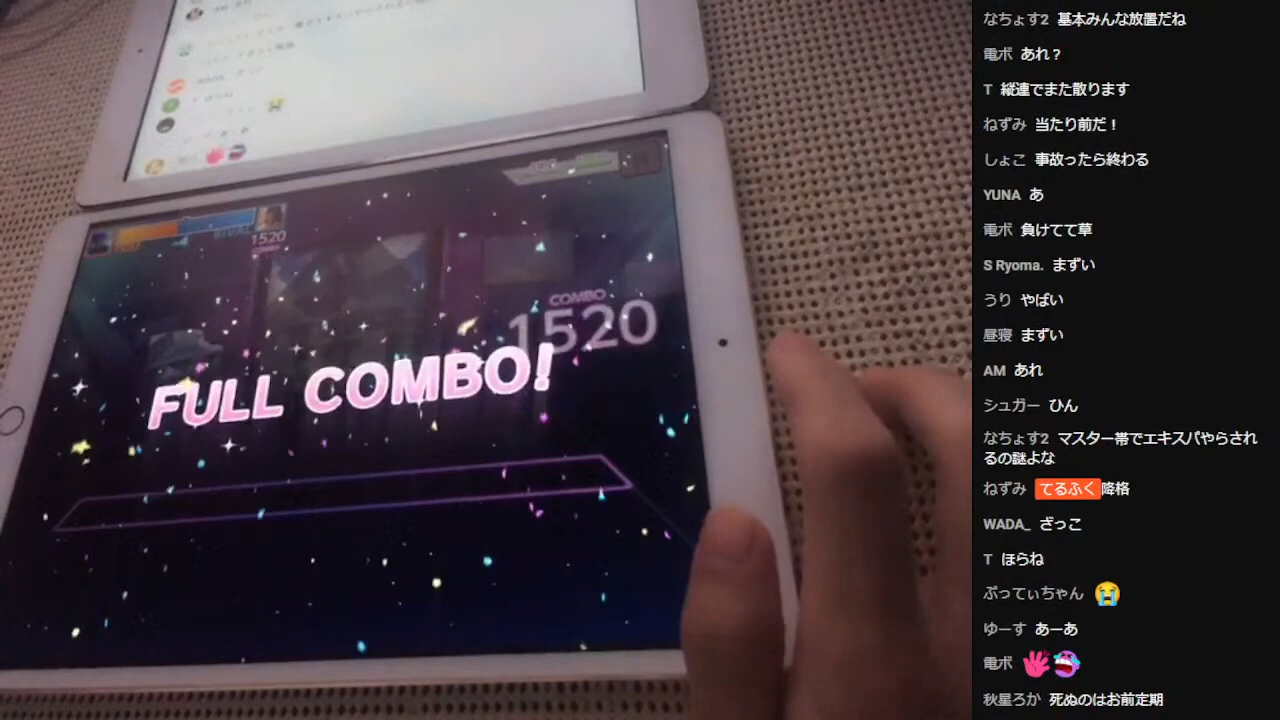 1520
COMBO
COMBO
1520
FULL COMBO!
なちょす2 基本みんな放置だね
電ボ あれ？
T 縦連でまた散ります
ねずみ 当たり前だ！
しょこ 事故ったら終わる
YUNA あ
電ボ 負けてて草
S Ryoma. まずい
うり やばい
昼寝 まずい
AM あれ
シュガー ひん
なちょす2 マスター帯でエキスパやらされ
るの謎よな
ねずみ てるふく降格
WADA_ ざっこ
T ほらね
ぷってぃちゃん 😭
ゆーす あーあ
電ボ
秋星ろか 死ぬのはお前定期